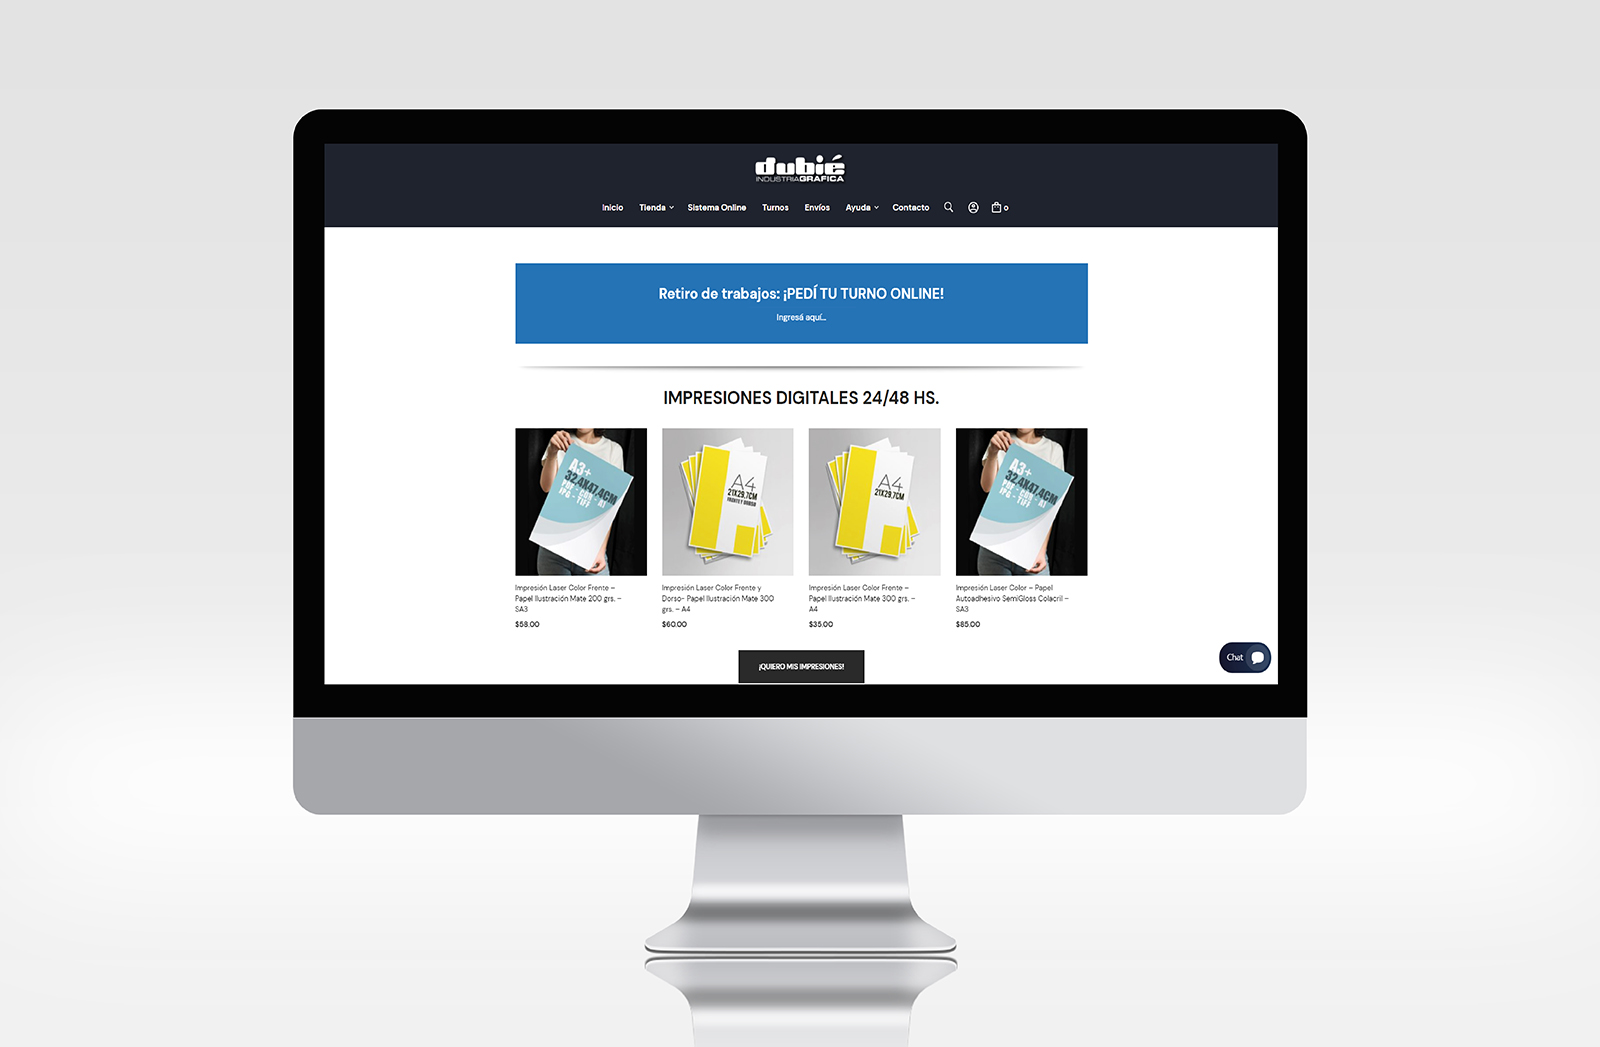 dubié
INDUSTRIAGRAFICA
Inicio Tienda Sistema Online Turnos Envíos Ayuda Contacto 0
Retiro de trabajos: ¡PEDÍ TU TURNO ONLINE!
Ingresá aquí...
IMPRESIONES DIGITALES 24/48 HS.
A3+
32,4X47,4CM
PDF - CDR - AI
JPG - TIFF
A4
21X29,7CM
FRENTE Y DORSO
A4
21X29,7CM
A3+
32,4X47,4CM
PDF - CDR - AI
JPG - TIFF
Impresión Laser Color Frente –
Papel Ilustración Mate 200 grs. –
SA3
$58.00
Impresión Laser Color Frente y
Dorso- Papel Ilustración Mate 300
grs. – A4
$60.00
Impresión Laser Color Frente –
Papel Ilustración Mate 300 grs. –
A4
$35.00
Impresión Laser Color – Papel
Autoadhesivo SemiGloss Colacril –
SA3
$85.00
¡QUIERO MIS IMPRESIONES!
Chat